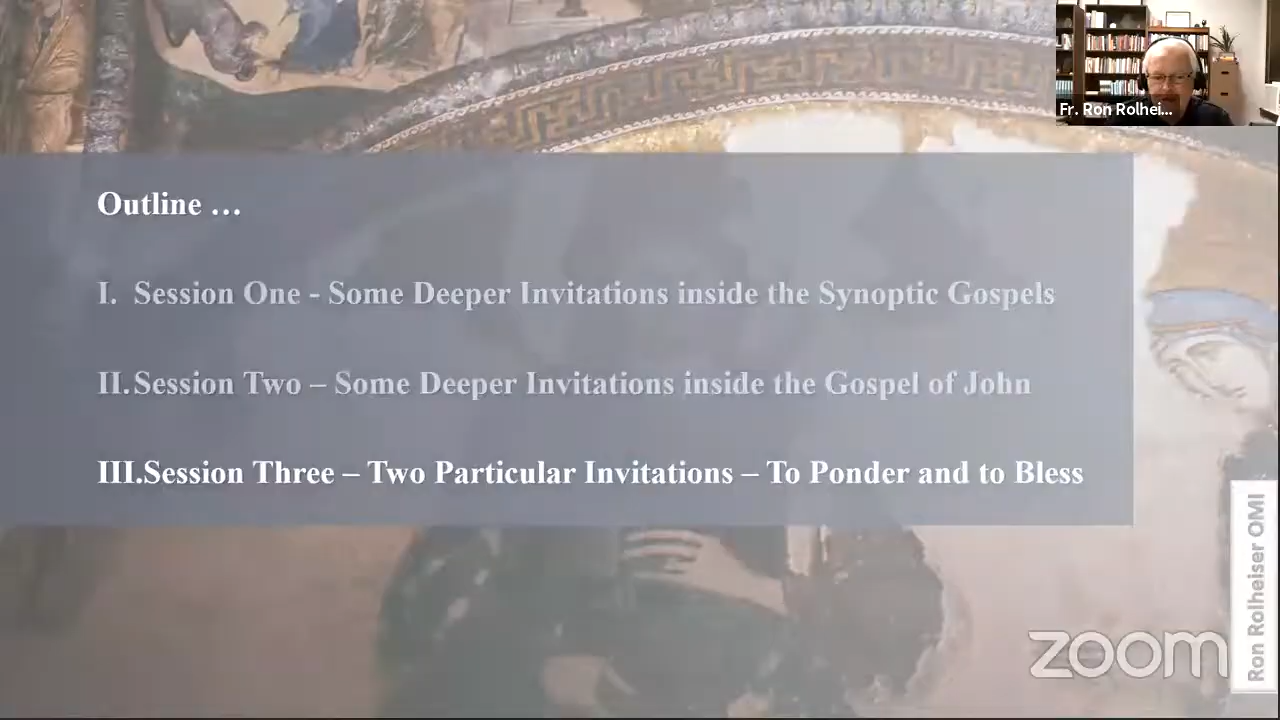 Fr. Ron Rolhei...
Outline …
I. Session One - Some Deeper Invitations inside the Synoptic Gospels
II. Session Two – Some Deeper Invitations inside the Gospel of John
III.Session Three – Two Particular Invitations – To Ponder and to Bless
Ron Rolheiser OMI
zoom